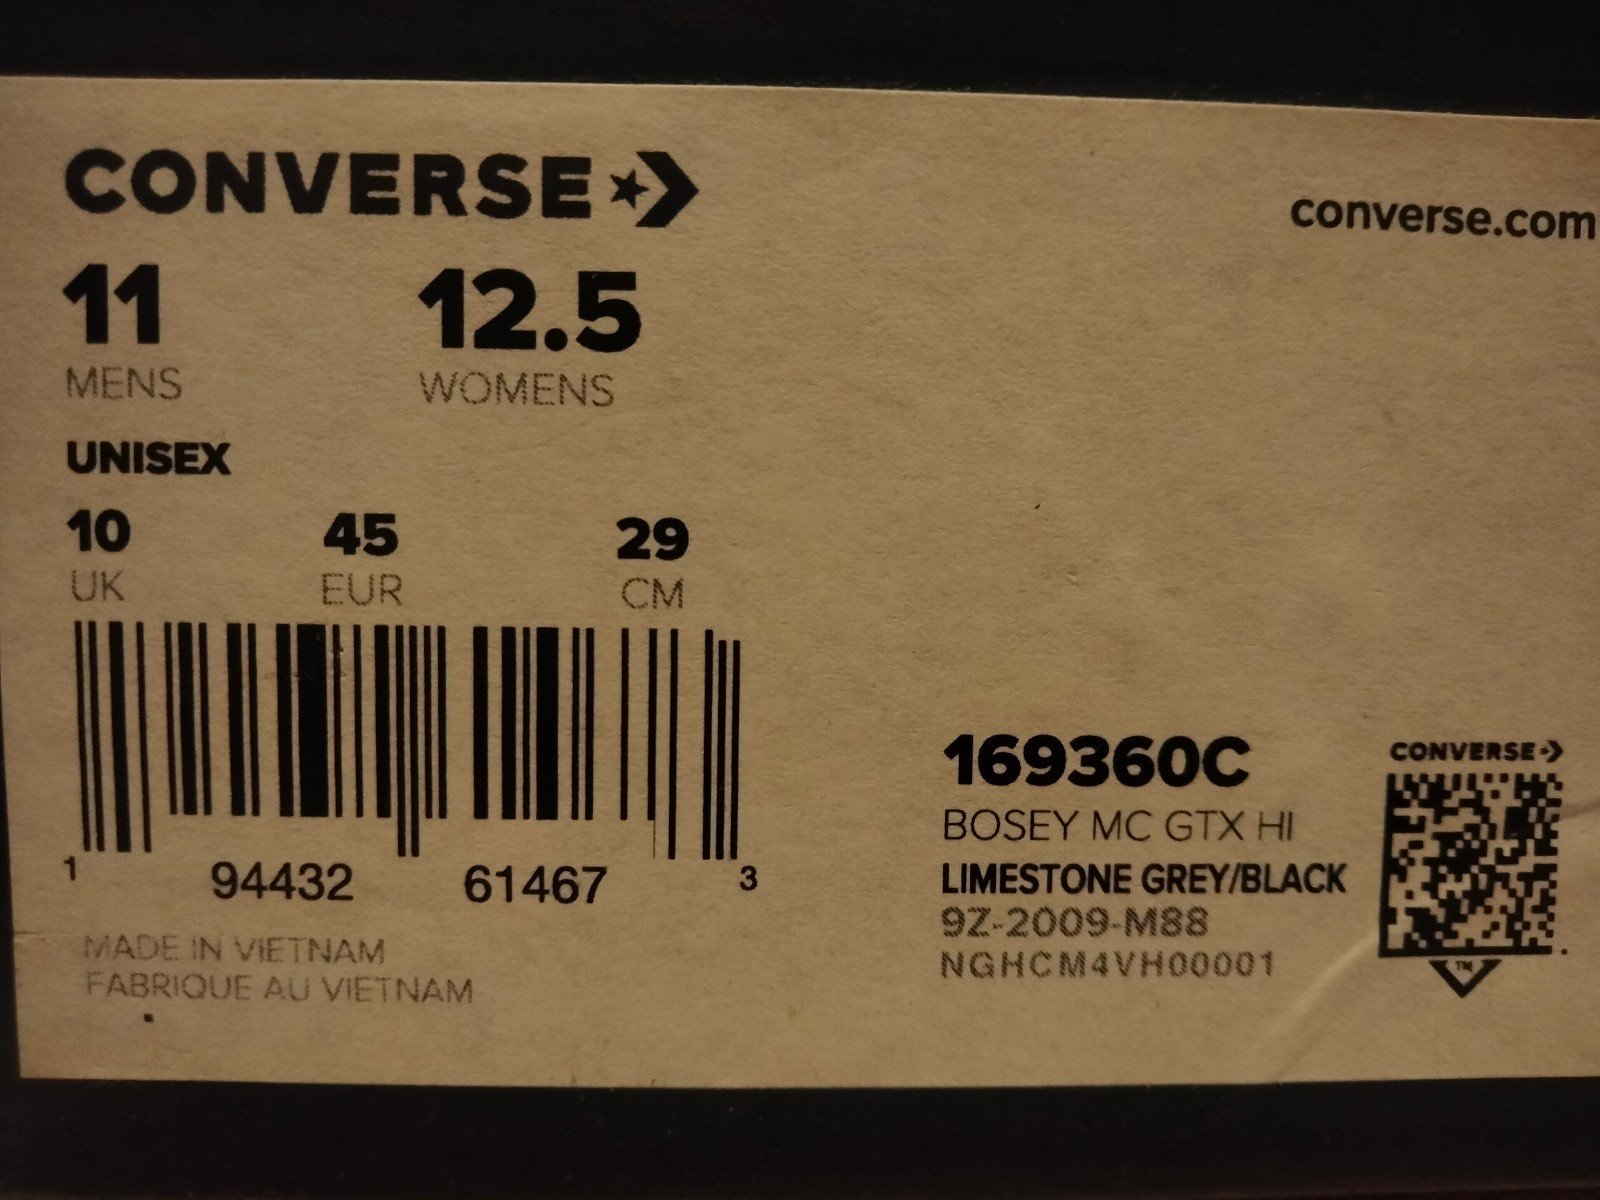 CONVERSE
converse.com
11 12.5
MENS WOMENS
UNISEX
10 45 29
UK EUR CM
1 94432 61467 3
MADE IN VIETNAM
FABRIQUE AU VIETNAM
169360C
BOSEY MC GTX HI
LIMESTONE GREY/BLACK
9Z-2009-M88
NGHCM4VH00001
CONVERSE
TM